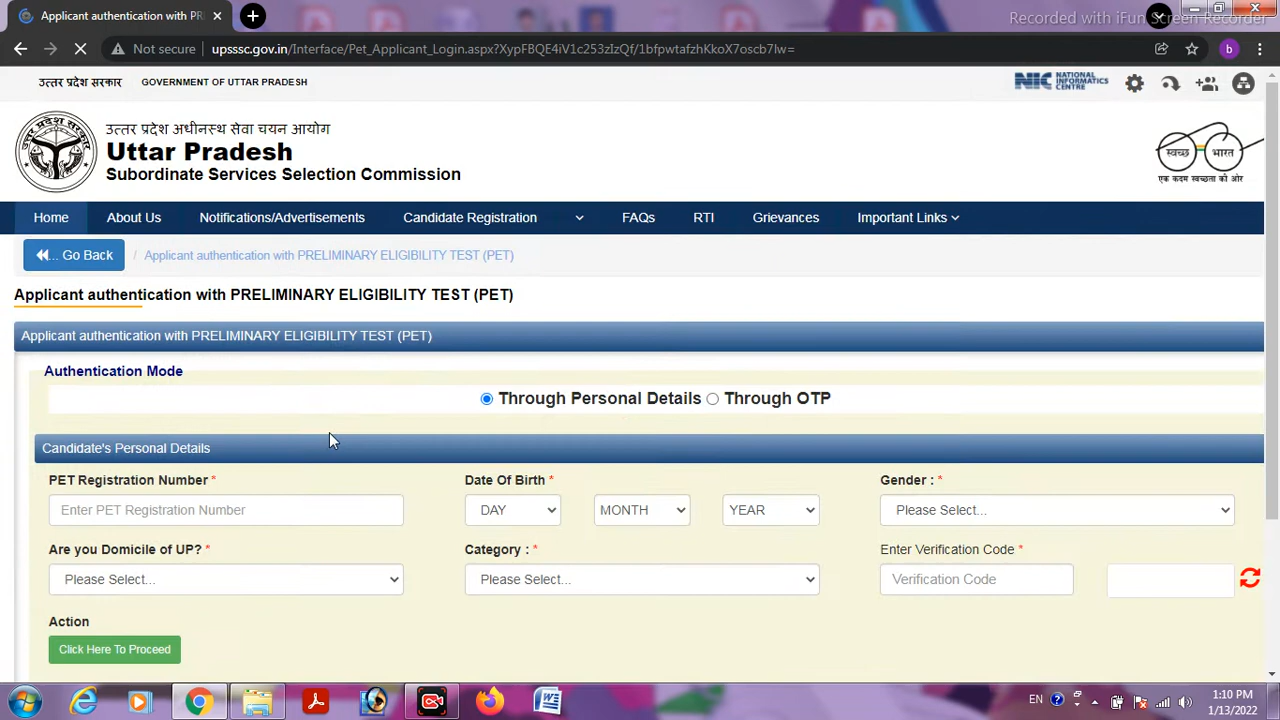 Applicant authentication with PR
Recorded with iFun Screen Recorder
Not secure upsssc.gov.in/Interface/Pet_Applicant_Login.aspx?XypFBQE4iV1c253zIzQf/1bfpwtafzhKkoX7oscb7lw=
b
उत्तर प्रदेश सरकार GOVERNMENT OF UTTAR PRADESH
NIC NATIONAL INFORMATICS CENTRE
उत्तर प्रदेश अधीनस्थ सेवा चयन आयोग
Uttar Pradesh
Subordinate Services Selection Commission
स्वच्छ भारत
एक कदम स्वच्छता की ओर
Home About Us Notifications/Advertisements Candidate Registration FAQs RTI Grievances Important Links
... Go Back / Applicant authentication with PRELIMINARY ELIGIBILITY TEST (PET)
Applicant authentication with PRELIMINARY ELIGIBILITY TEST (PET)
Applicant authentication with PRELIMINARY ELIGIBILITY TEST (PET)
Authentication Mode
Through Personal Details Through OTP
Candidate's Personal Details
PET Registration Number * Date Of Birth * Gender : *
Enter PET Registration Number DAY MONTH YEAR Please Select...
Are you Domicile of UP? * Category : * Enter Verification Code *
Please Select... Please Select... Verification Code
Action
Click Here To Proceed
EN 1:10 PM
1/13/2022